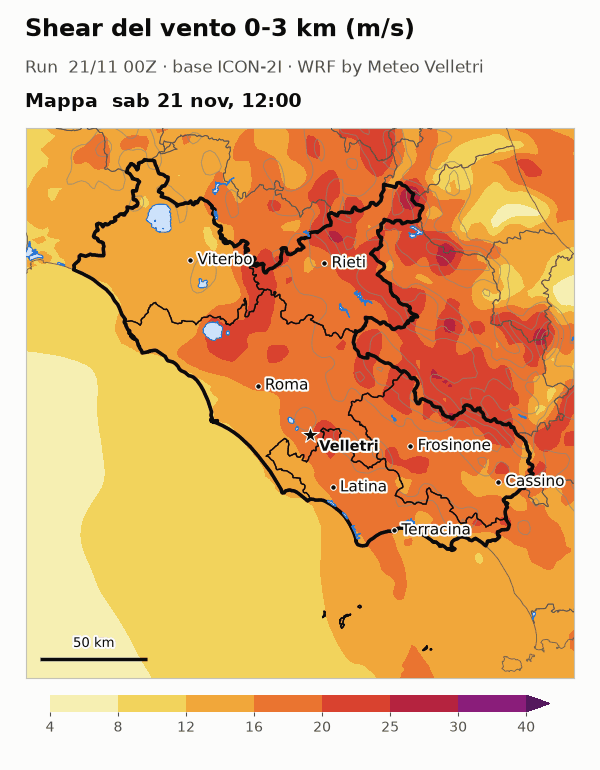 Shear del vento 0-3 km (m/s)
Run  21/11 00Z · base ICON-2I · WRF by Meteo Velletri
Mappa  sab 21 nov, 12:00
Viterbo
Rieti
Roma
Velletri
Frosinone
Cassino
Latina
Terracina
50 km
4 8 12 16 20 25 30 40